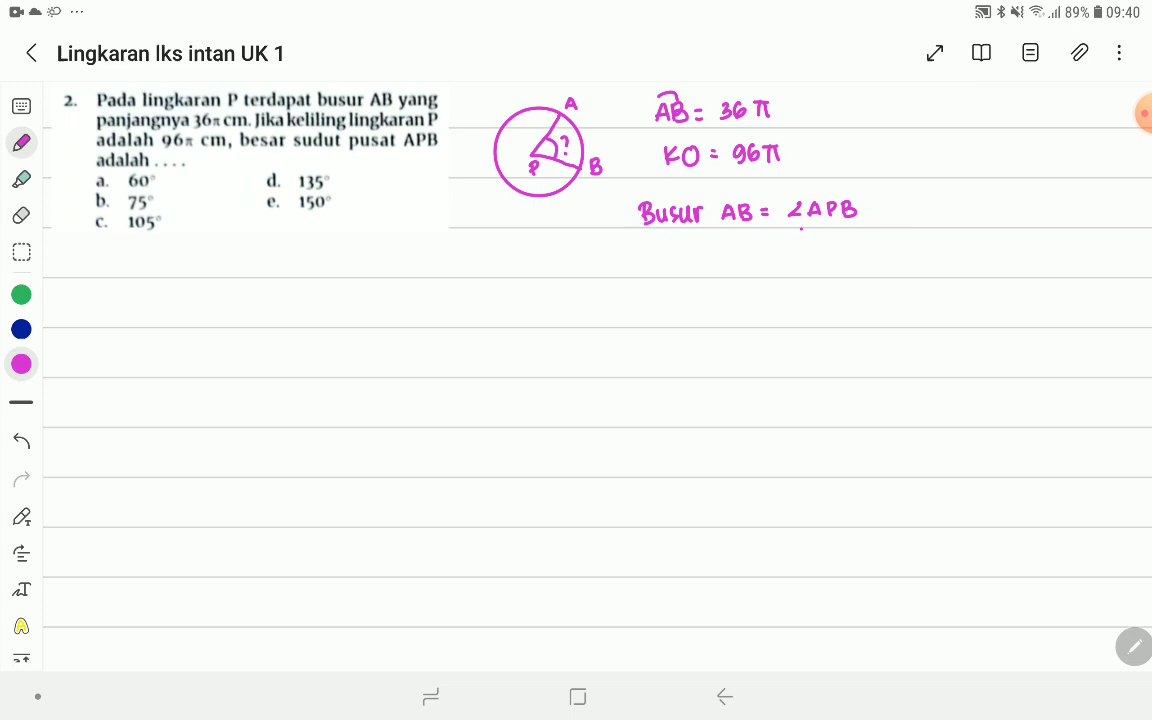 89% 09:40
Lingkaran lks intan UK 1
2. Pada lingkaran P terdapat busur AB yang
panjangnya 36π cm. Jika keliling lingkaran P
adalah 96π cm, besar sudut pusat APB
adalah . . . .
a. 60° d. 135°
b. 75° e. 150°
c. 105°
A
?
P
B
AB = 36 π
KO = 96 π
Busur AB = ∠APB